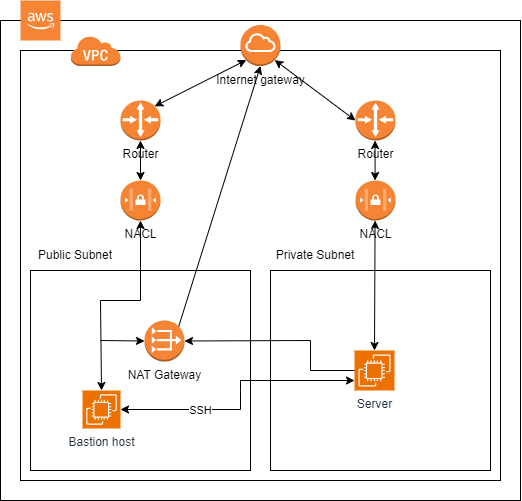 aws
VPC
Internet gateway
Router
Router
NACL
NACL
Public Subnet
Private Subnet
NAT Gateway
Server
SSH
Bastion host